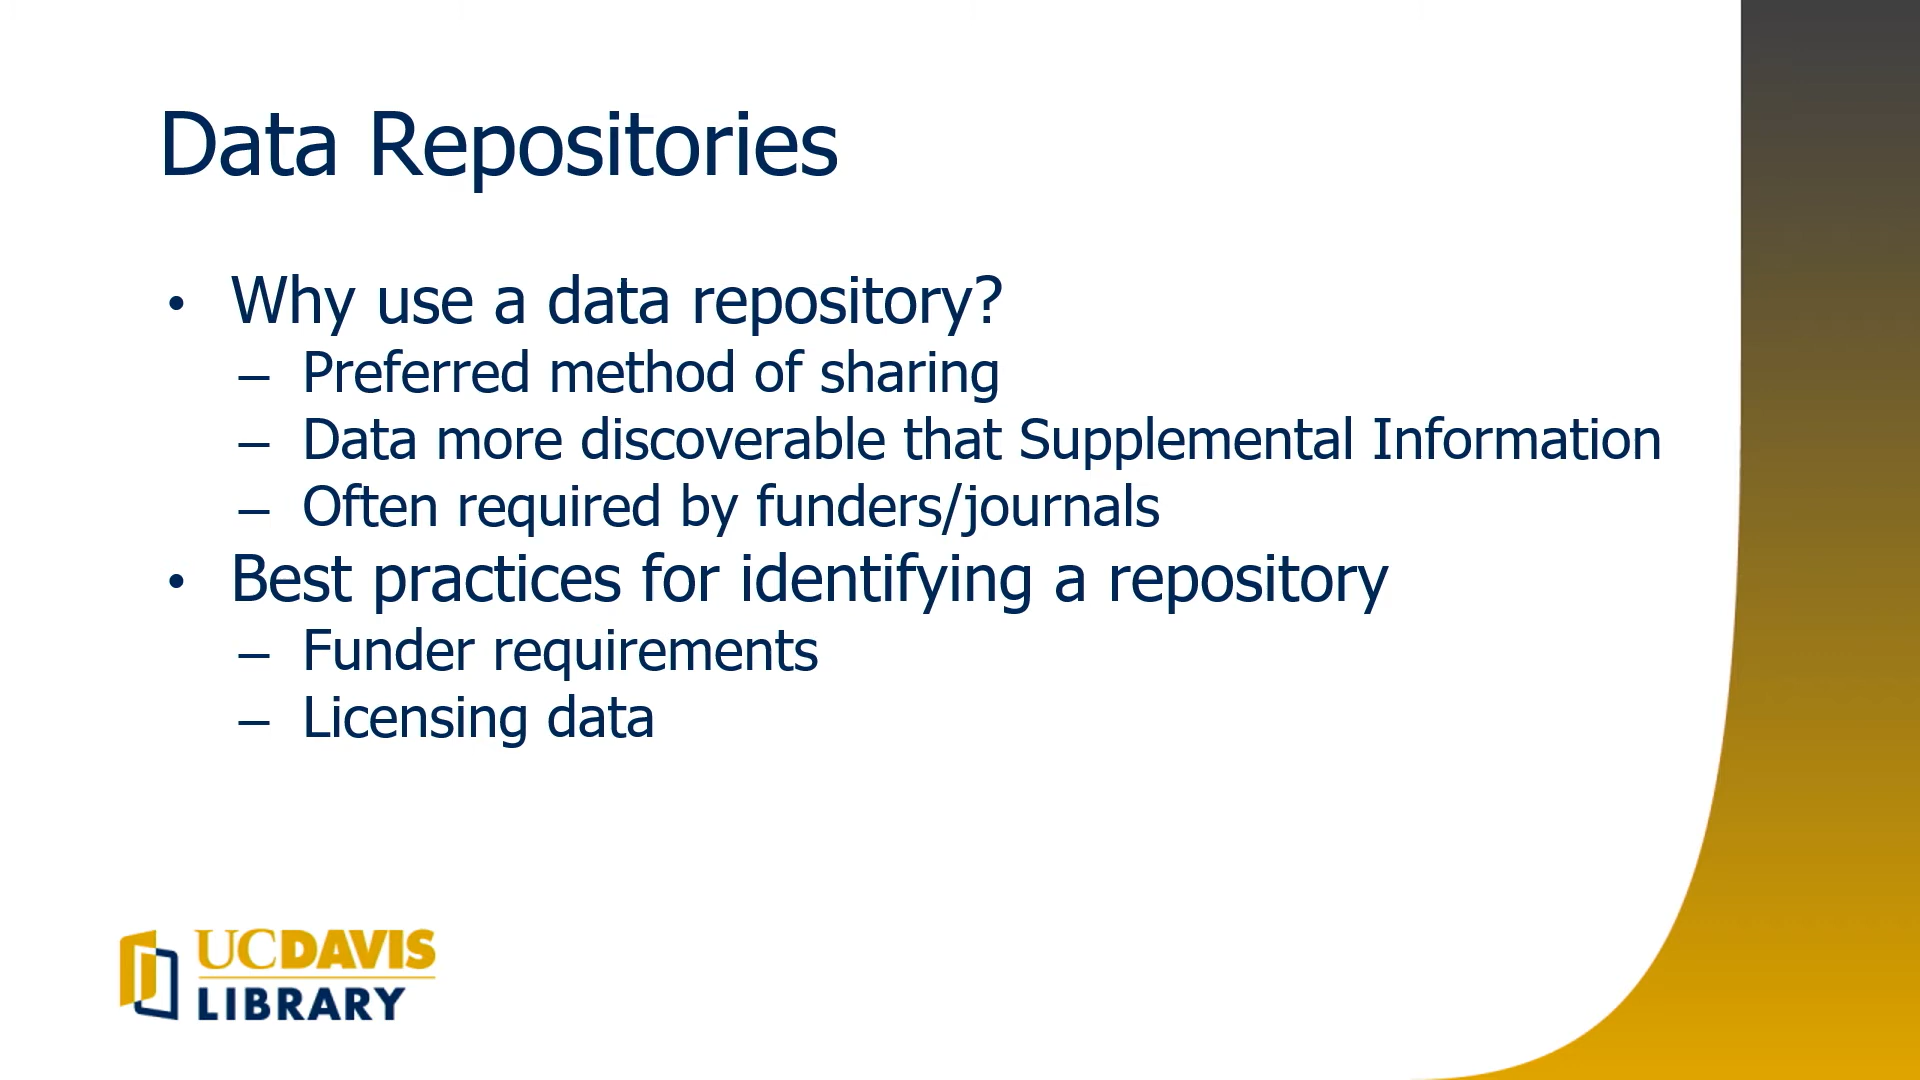 Data Repositories
• Why use a data repository?
– Preferred method of sharing
– Data more discoverable that Supplemental Information
– Often required by funders/journals
• Best practices for identifying a repository
– Funder requirements
– Licensing data
UCDAVIS
LIBRARY